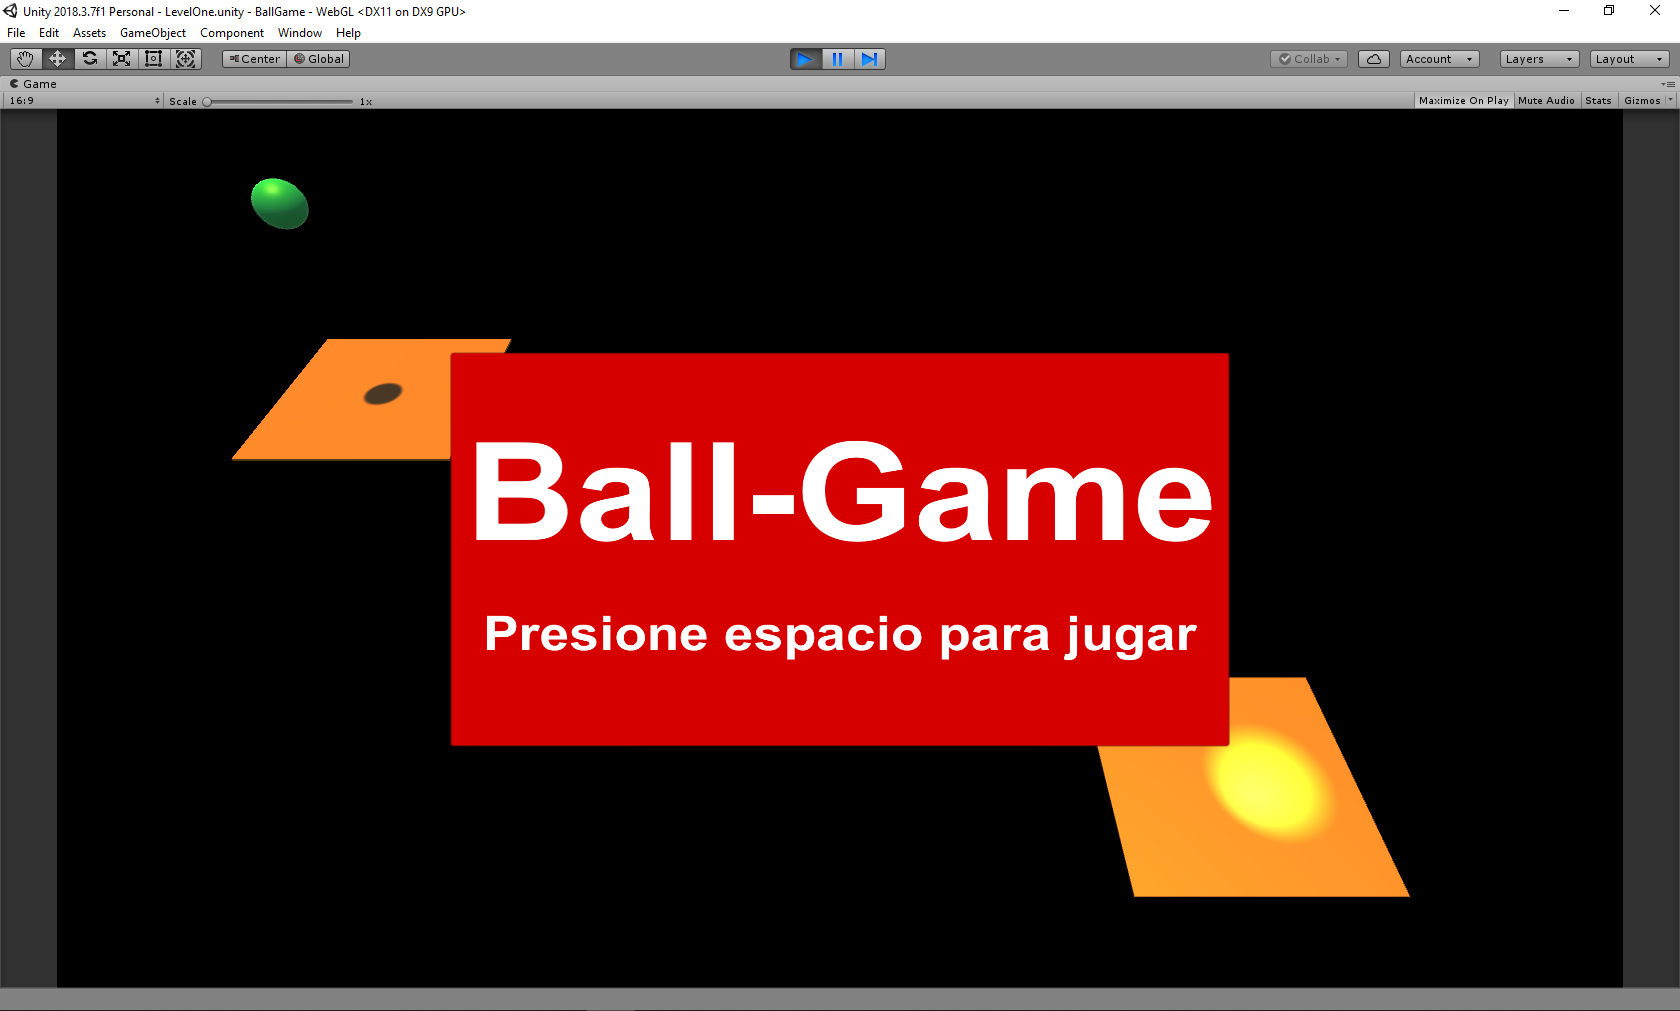 Unity 2018.3.7f1 Personal - LevelOne.unity - BallGame - WebGL <DX11 on DX9 GPU>
File Edit Assets GameObject Component Window Help
Center Global Collab Account Layers Layout
Game
16:9 Scale 1x Maximize On Play Mute Audio Stats Gizmos
Ball-Game
Presione espacio para jugar